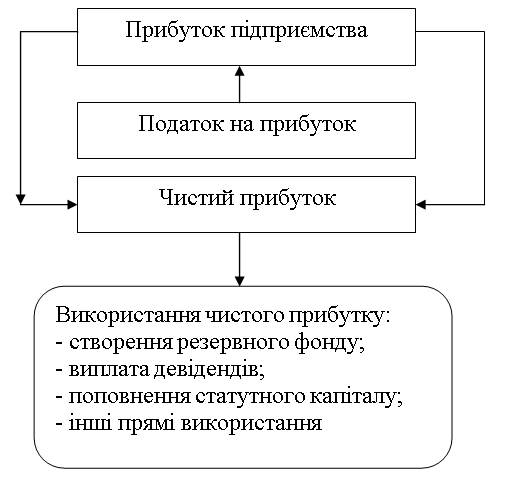 Прибуток підприємства
Податок на прибуток
Чистий прибуток
Використання чистого прибутку:
- створення резервного фонду;
- виплата девідендів;
- поповнення статутного капіталу;
- інші прямі використання